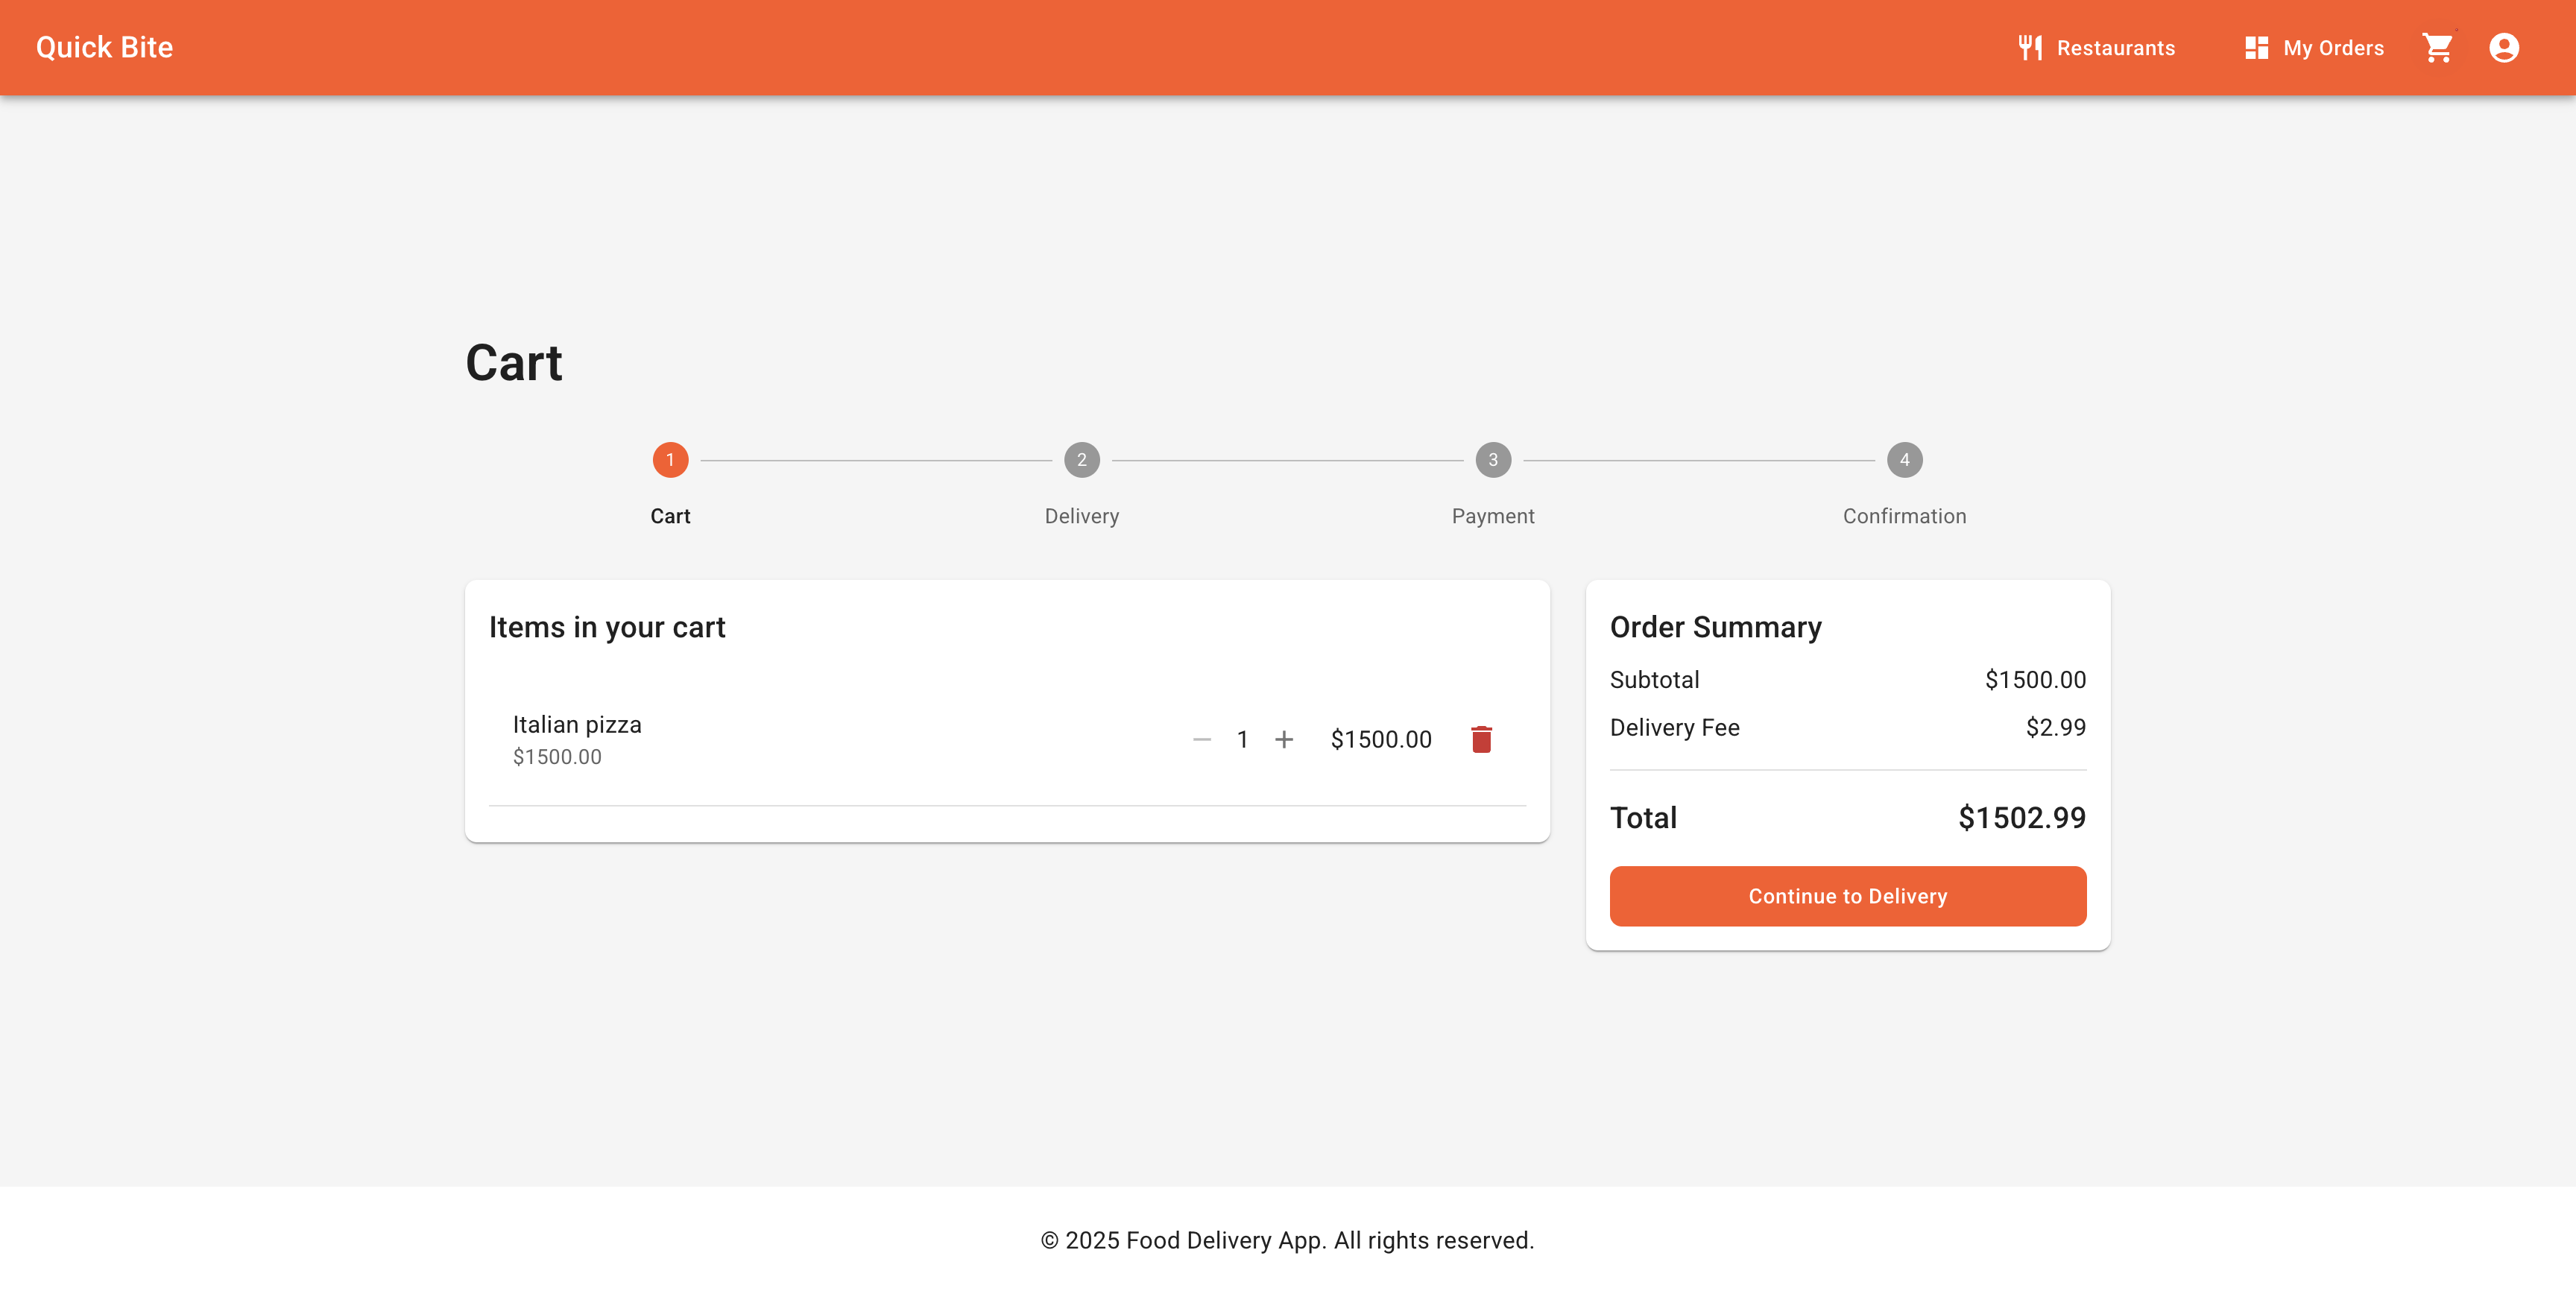 Quick Bite
Restaurants
My Orders
Cart
1
2
3
4
Cart
Delivery
Payment
Confirmation
Items in your cart
Italian pizza
$1500.00
1
$1500.00
Order Summary
Subtotal $1500.00
Delivery Fee $2.99
Total $1502.99
Continue to Delivery
© 2025 Food Delivery App. All rights reserved.